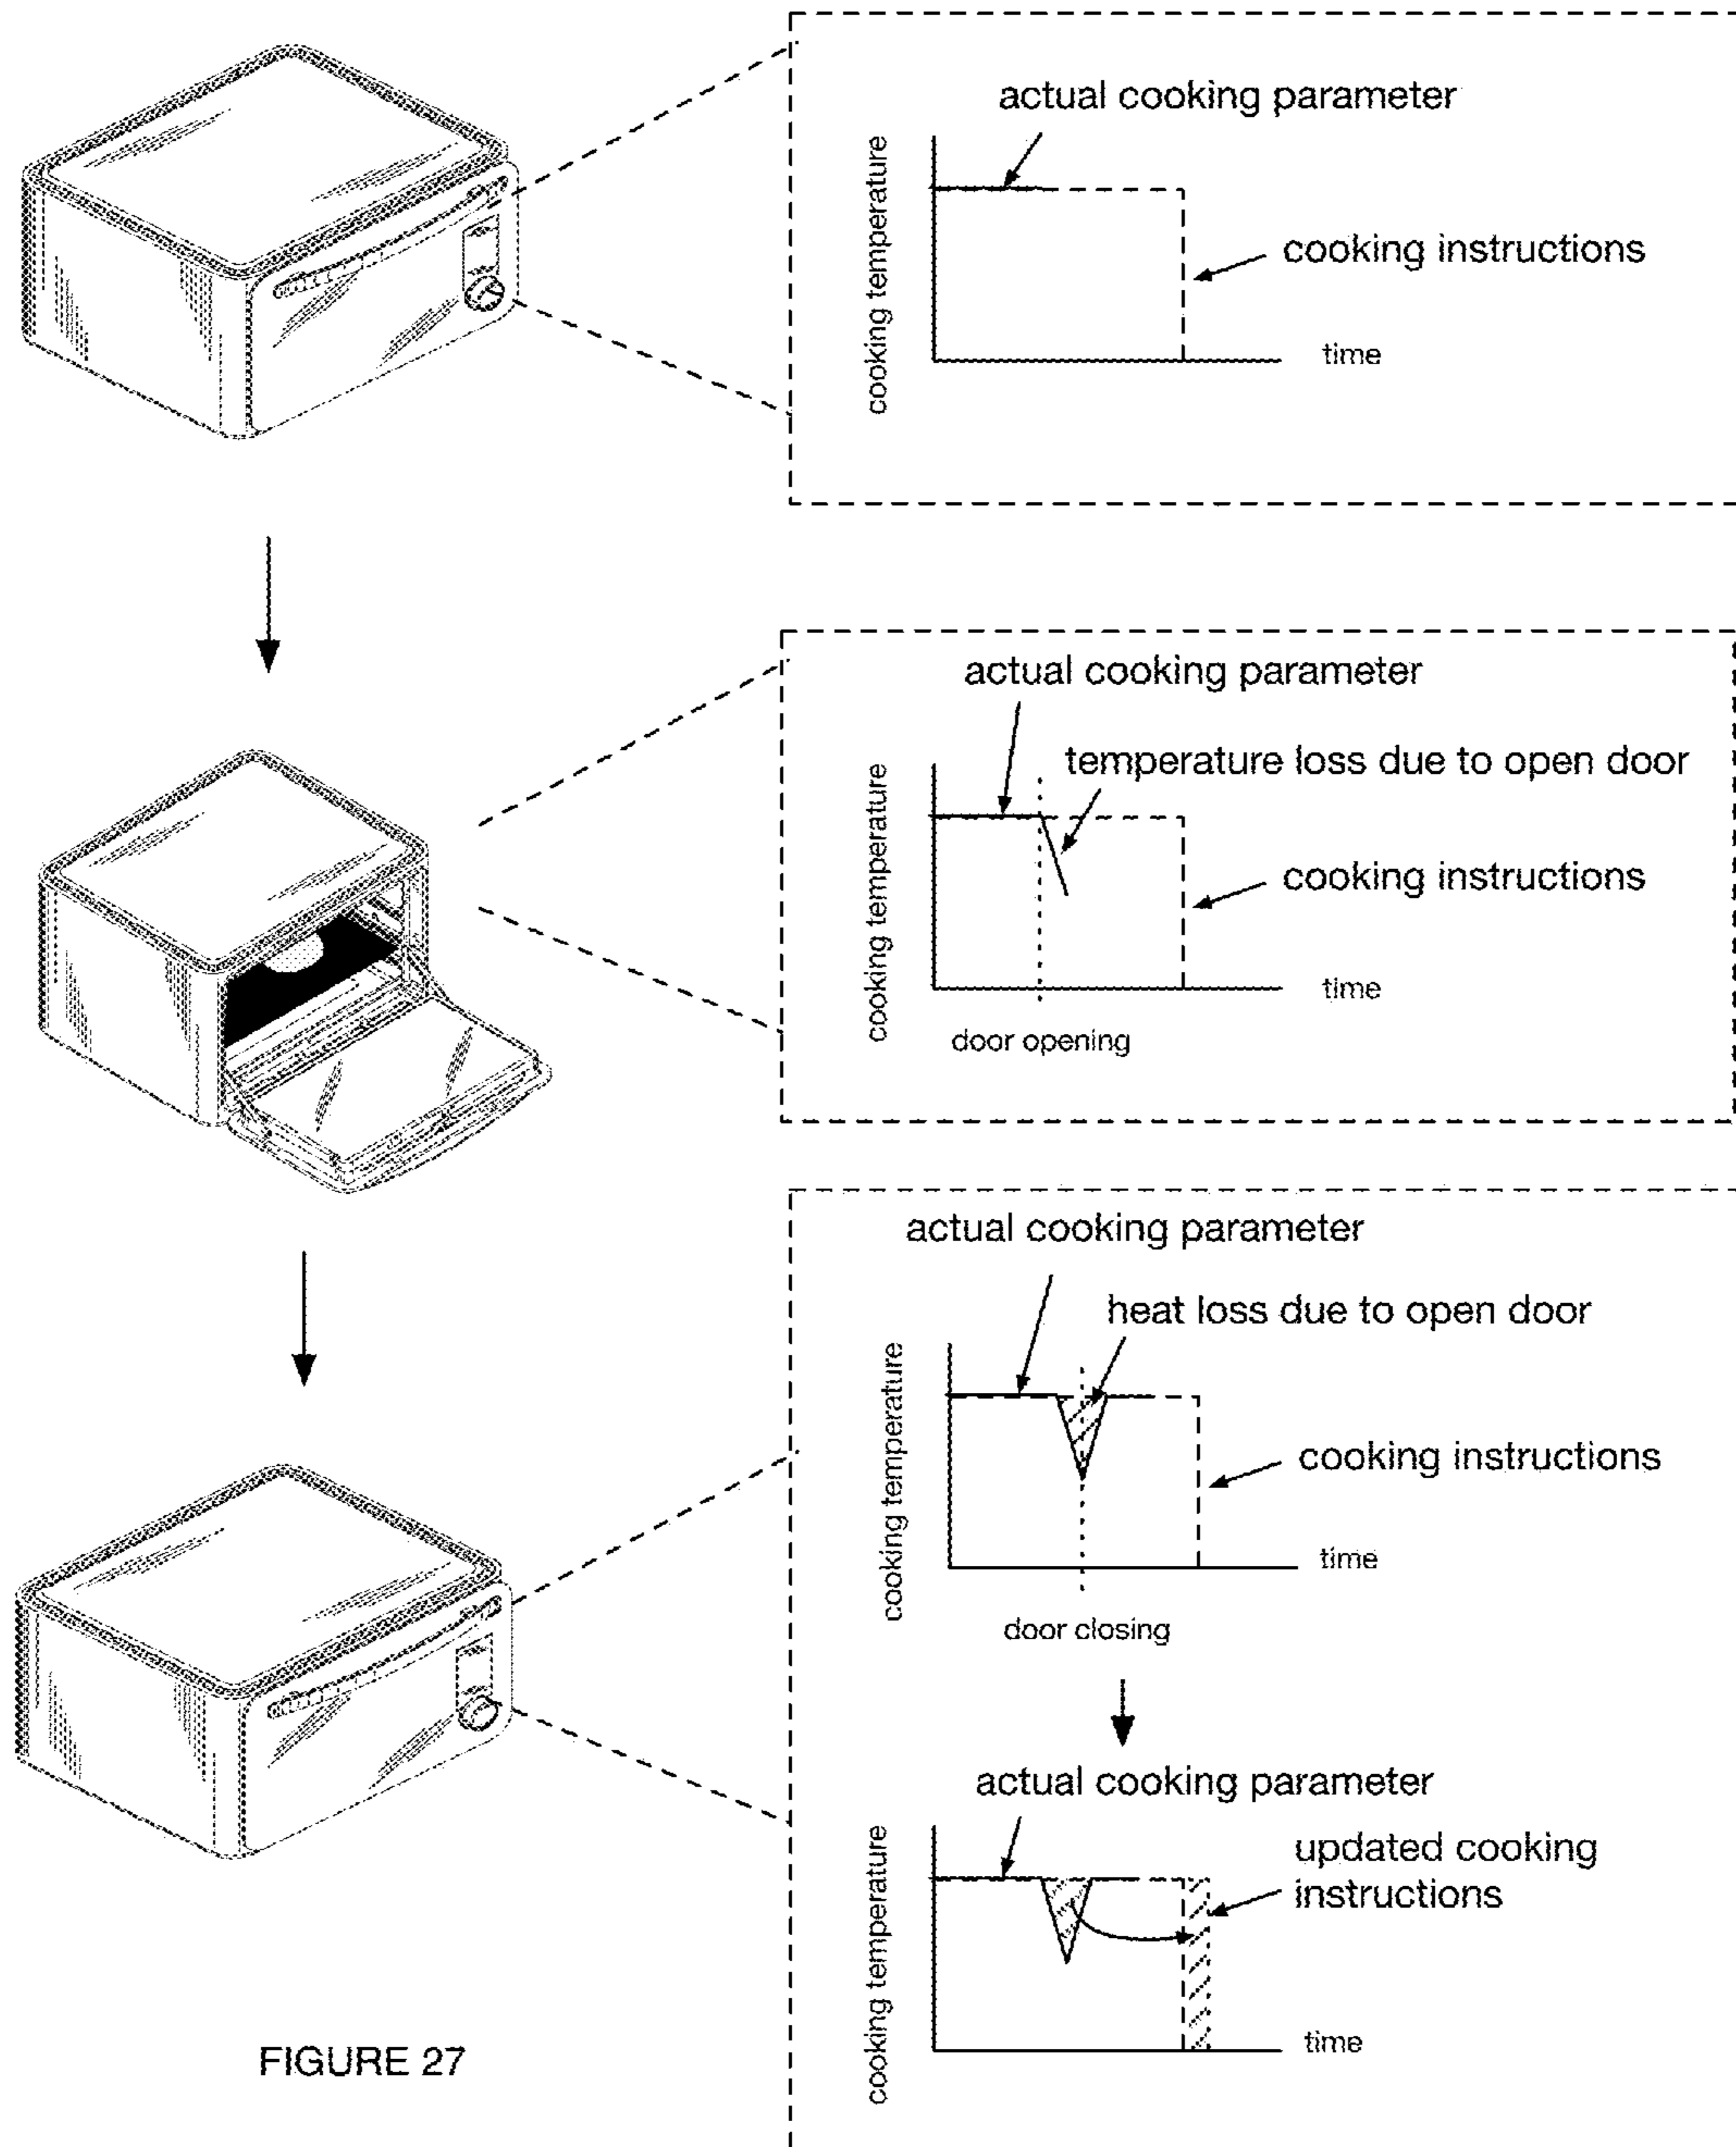 actual cooking parameter
cooking temperature
cooking instructions
time
actual cooking parameter
temperature loss due to open door
cooking temperature
cooking instructions
time
door opening
actual cooking parameter
heat loss due to open door
cooking temperature
cooking instructions
time
door closing
actual cooking parameter
updated cooking
instructions
cooking temperature
time
FIGURE 27